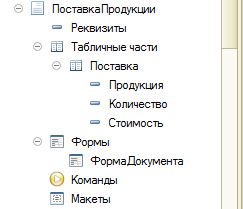 ПоставкаПродукции
Реквизиты
Табличные части
Поставка
Продукция
Количество
Стоимость
Формы
ФормаДокумента
Команды
Макеты